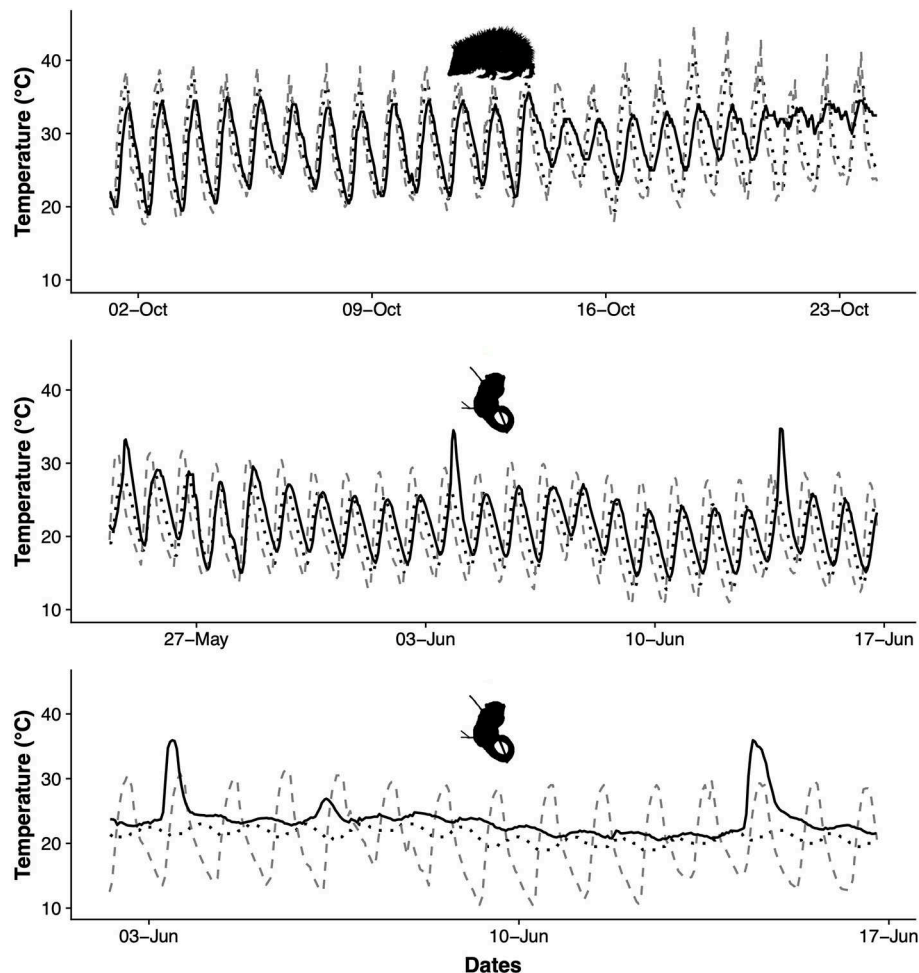 Temperature (°C)
40
30
20
10
02–Oct 09–Oct 16–Oct 23–Oct
Temperature (°C)
40
30
20
10
27–May 03–Jun 10–Jun 17–Jun
Temperature (°C)
40
30
20
10
03–Jun 10–Jun 17–Jun
Dates